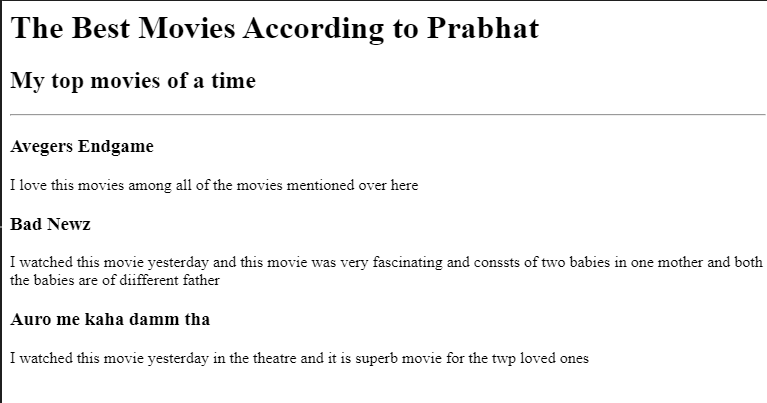 The Best Movies According to Prabhat
My top movies of a time
Avegers Endgame
I love this movies among all of the movies mentioned over here
Bad Newz
I watched this movie yesterday and this movie was very fascinating and conssts of two babies in one mother and both
the babies are of diifferent father
Auro me kaha damm tha
I watched this movie yesterday in the theatre and it is superb movie for the twp loved ones